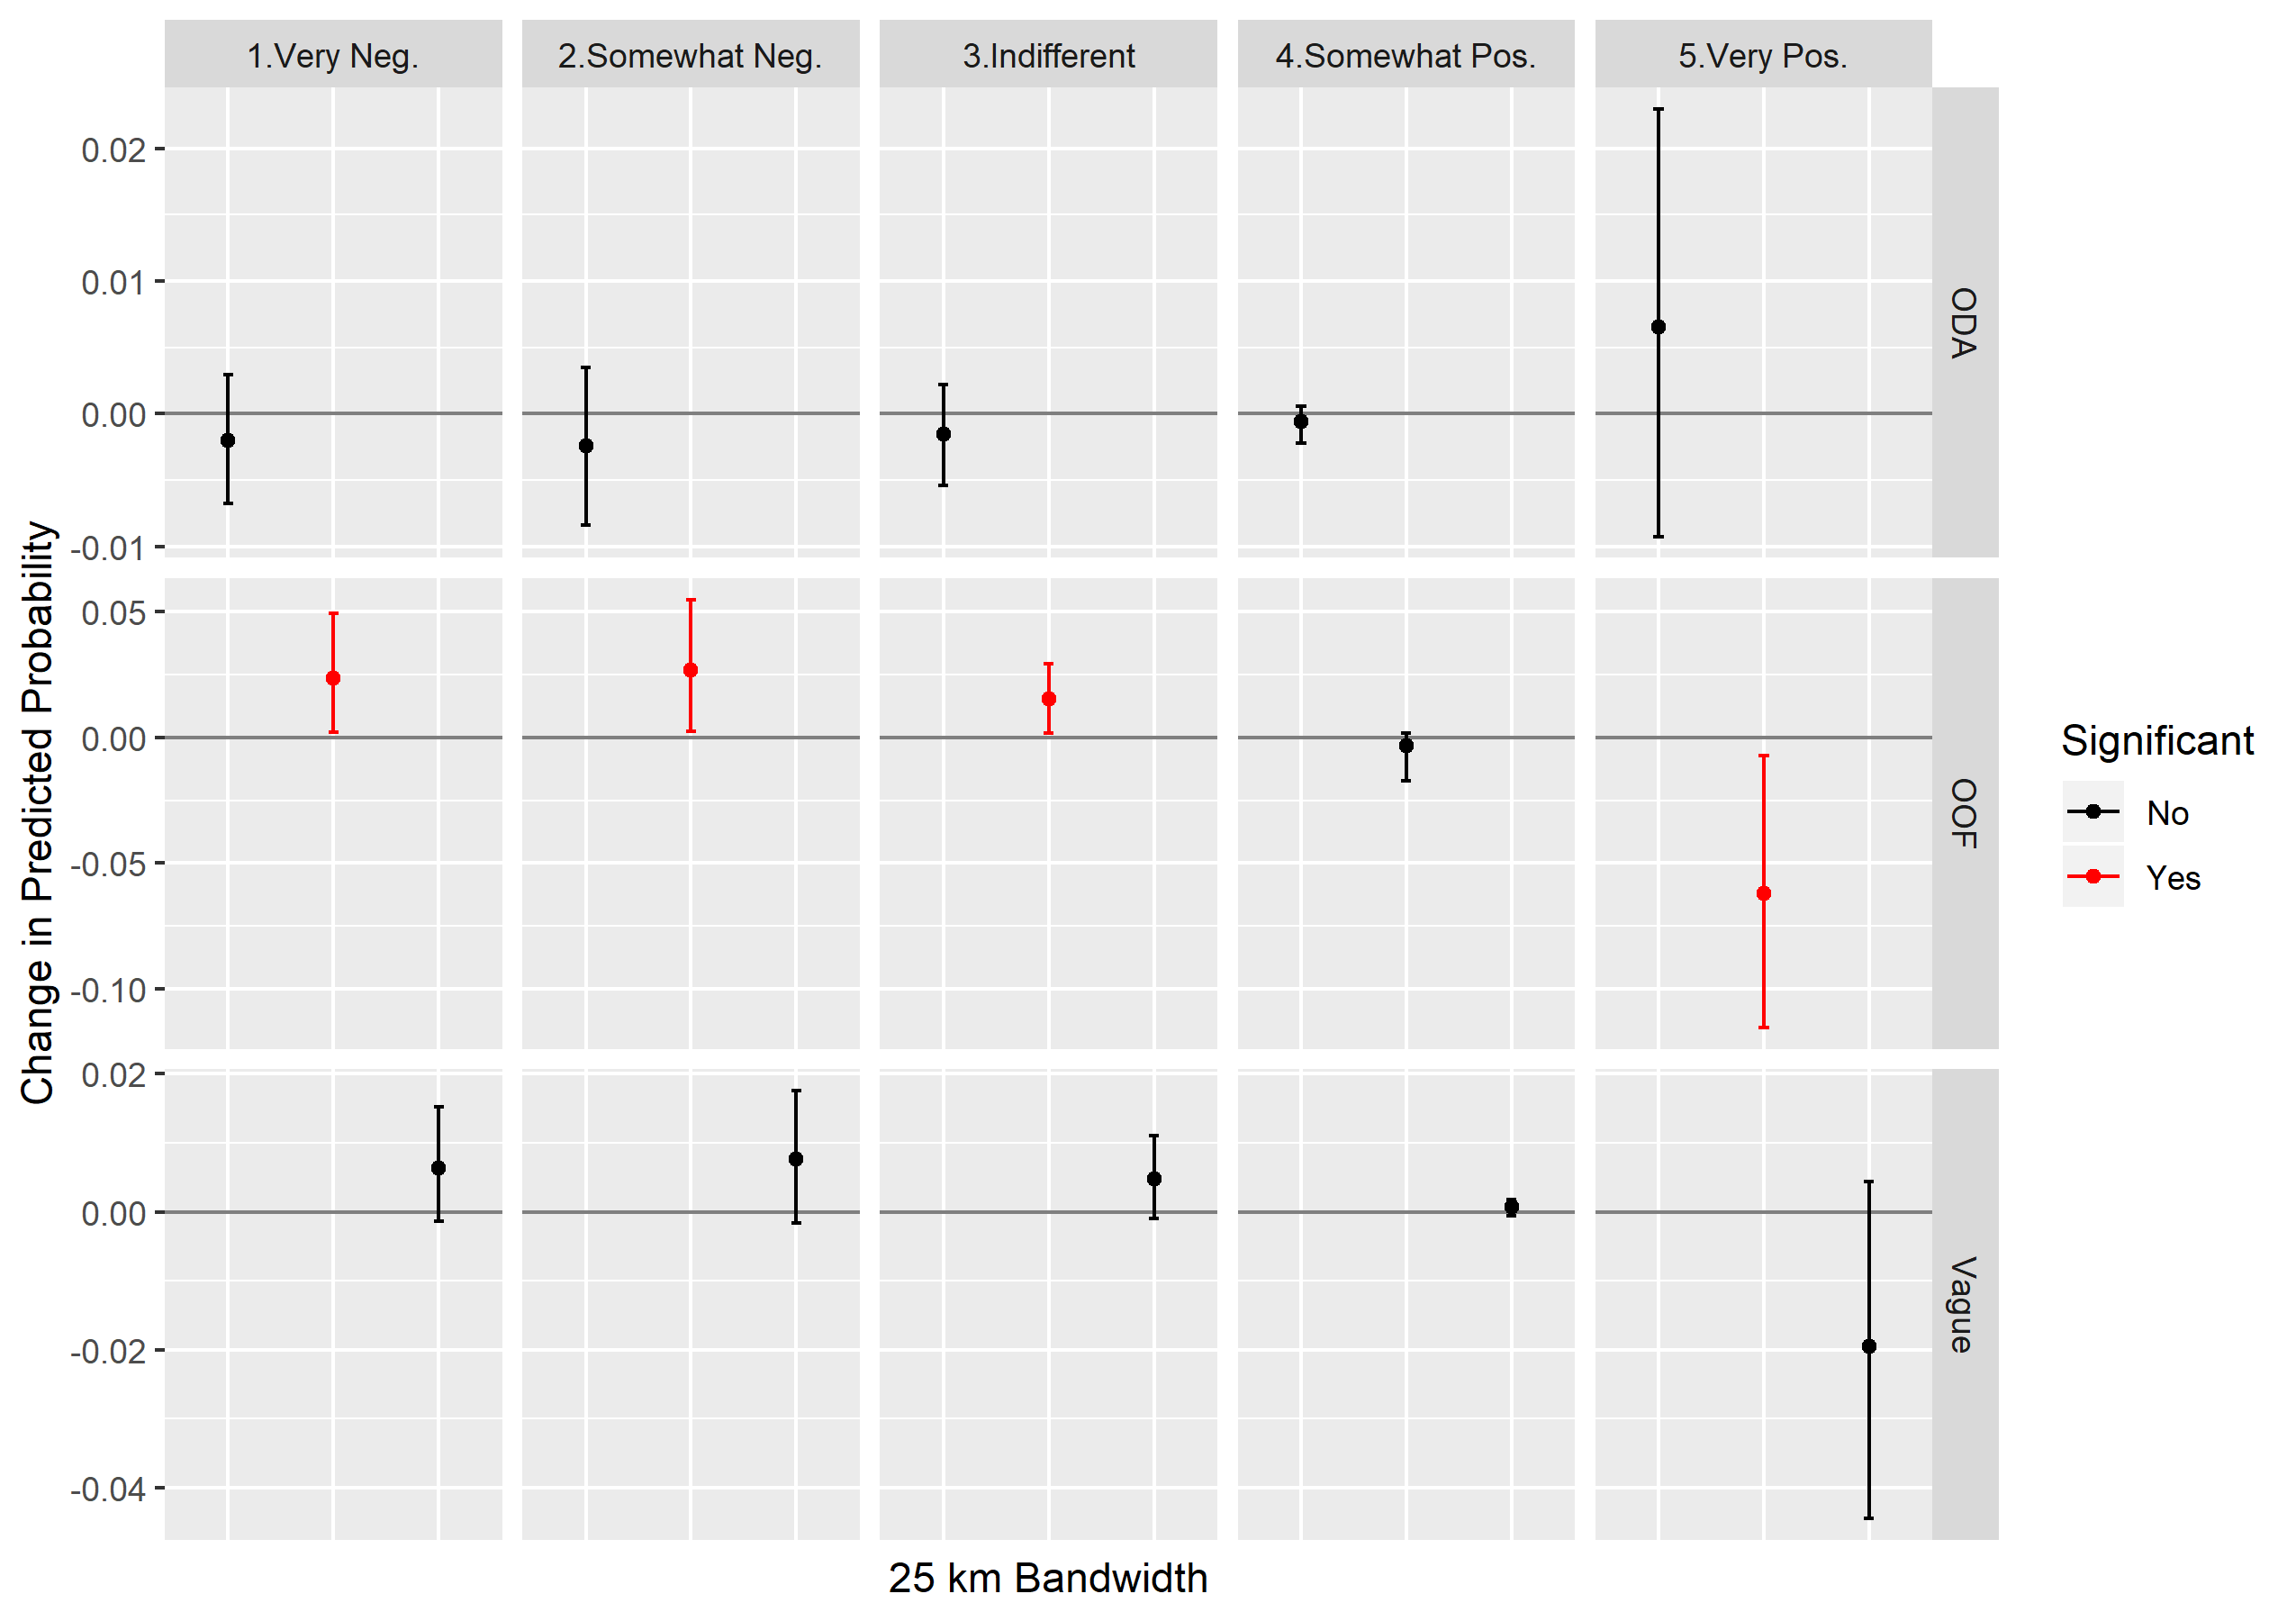 1.Very Neg.
2.Somewhat Neg.
3.Indifferent
4.Somewhat Pos.
5.Very Pos.
0.02
0.01
0.00
-0.01
ODA
0.05
0.00
-0.05
-0.10
OOF
0.02
0.00
-0.02
-0.04
Vague
Change in Predicted Probability
25 km Bandwidth
Significant
No
Yes